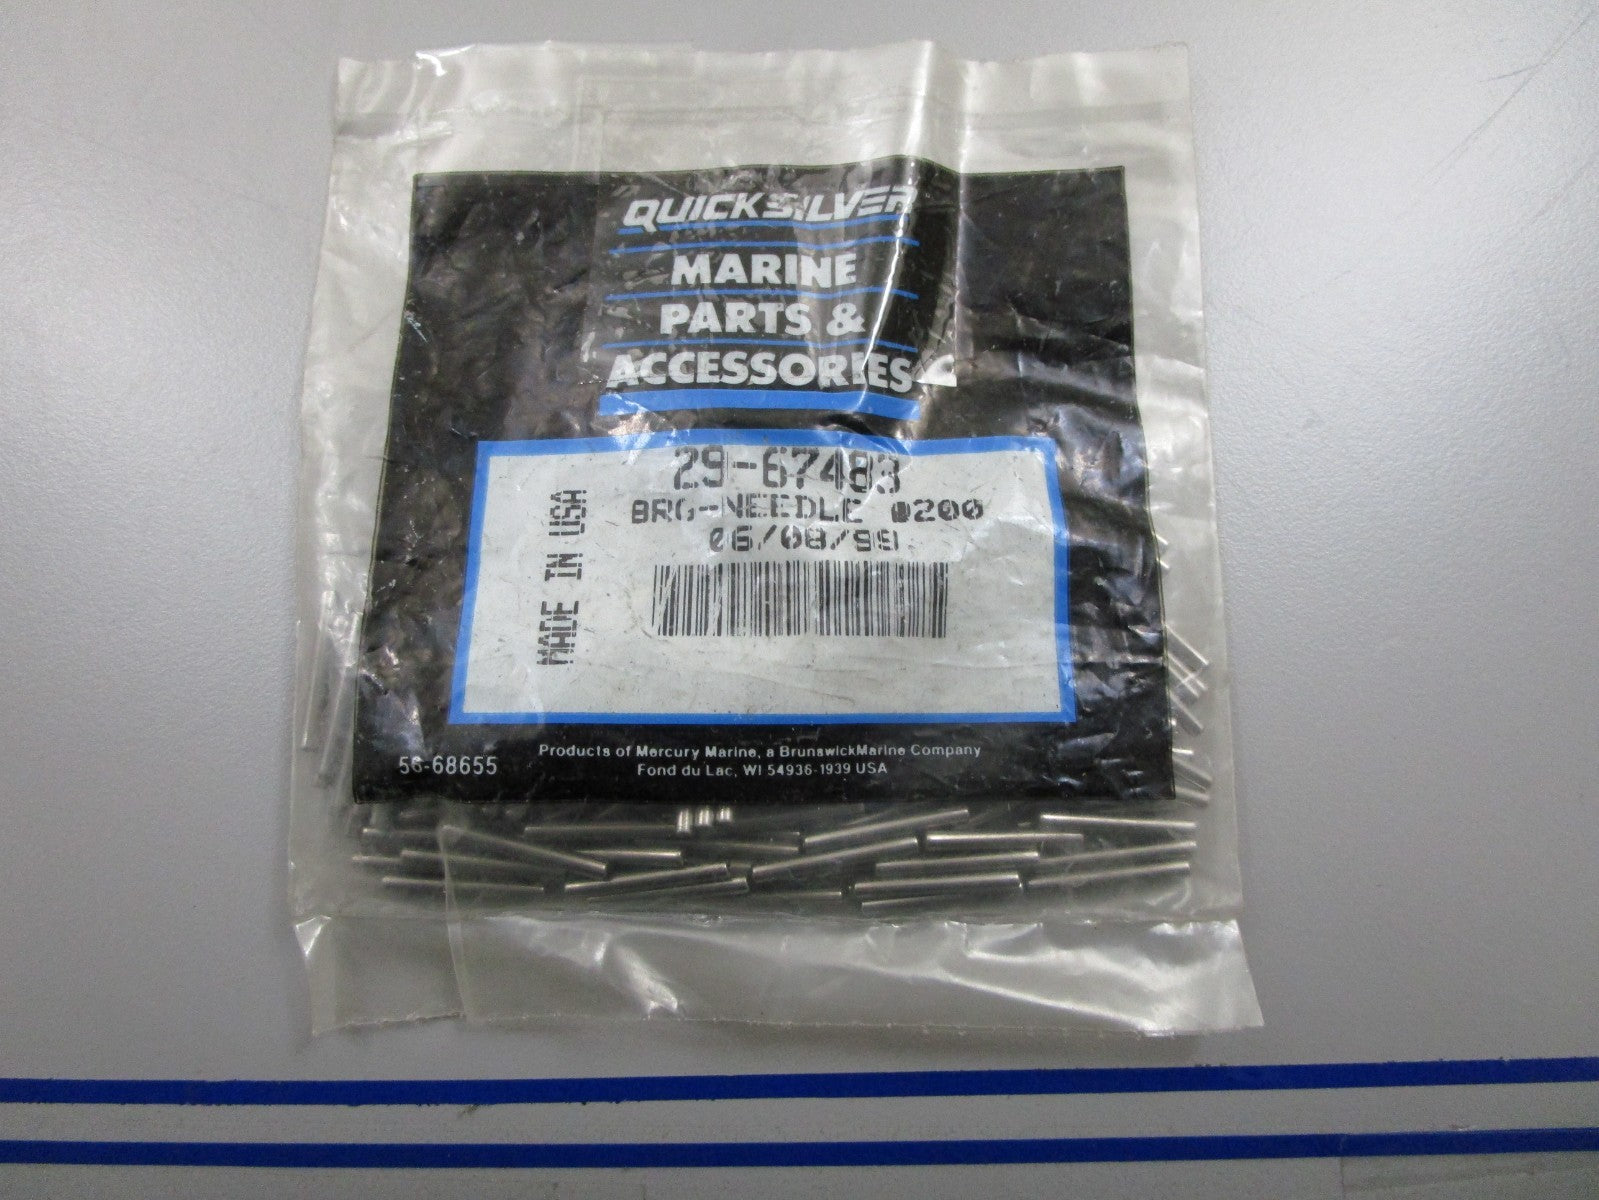 QUICKSILVER
MARINE
PARTS &
ACCESSORIES
29-67483
BRG-NEEDLE @200
06/08/99
MADE IN USA
Products of Mercury Marine, a BrunswickMarine Company
Fond du Lac, WI 54936-1939 USA
56-68655